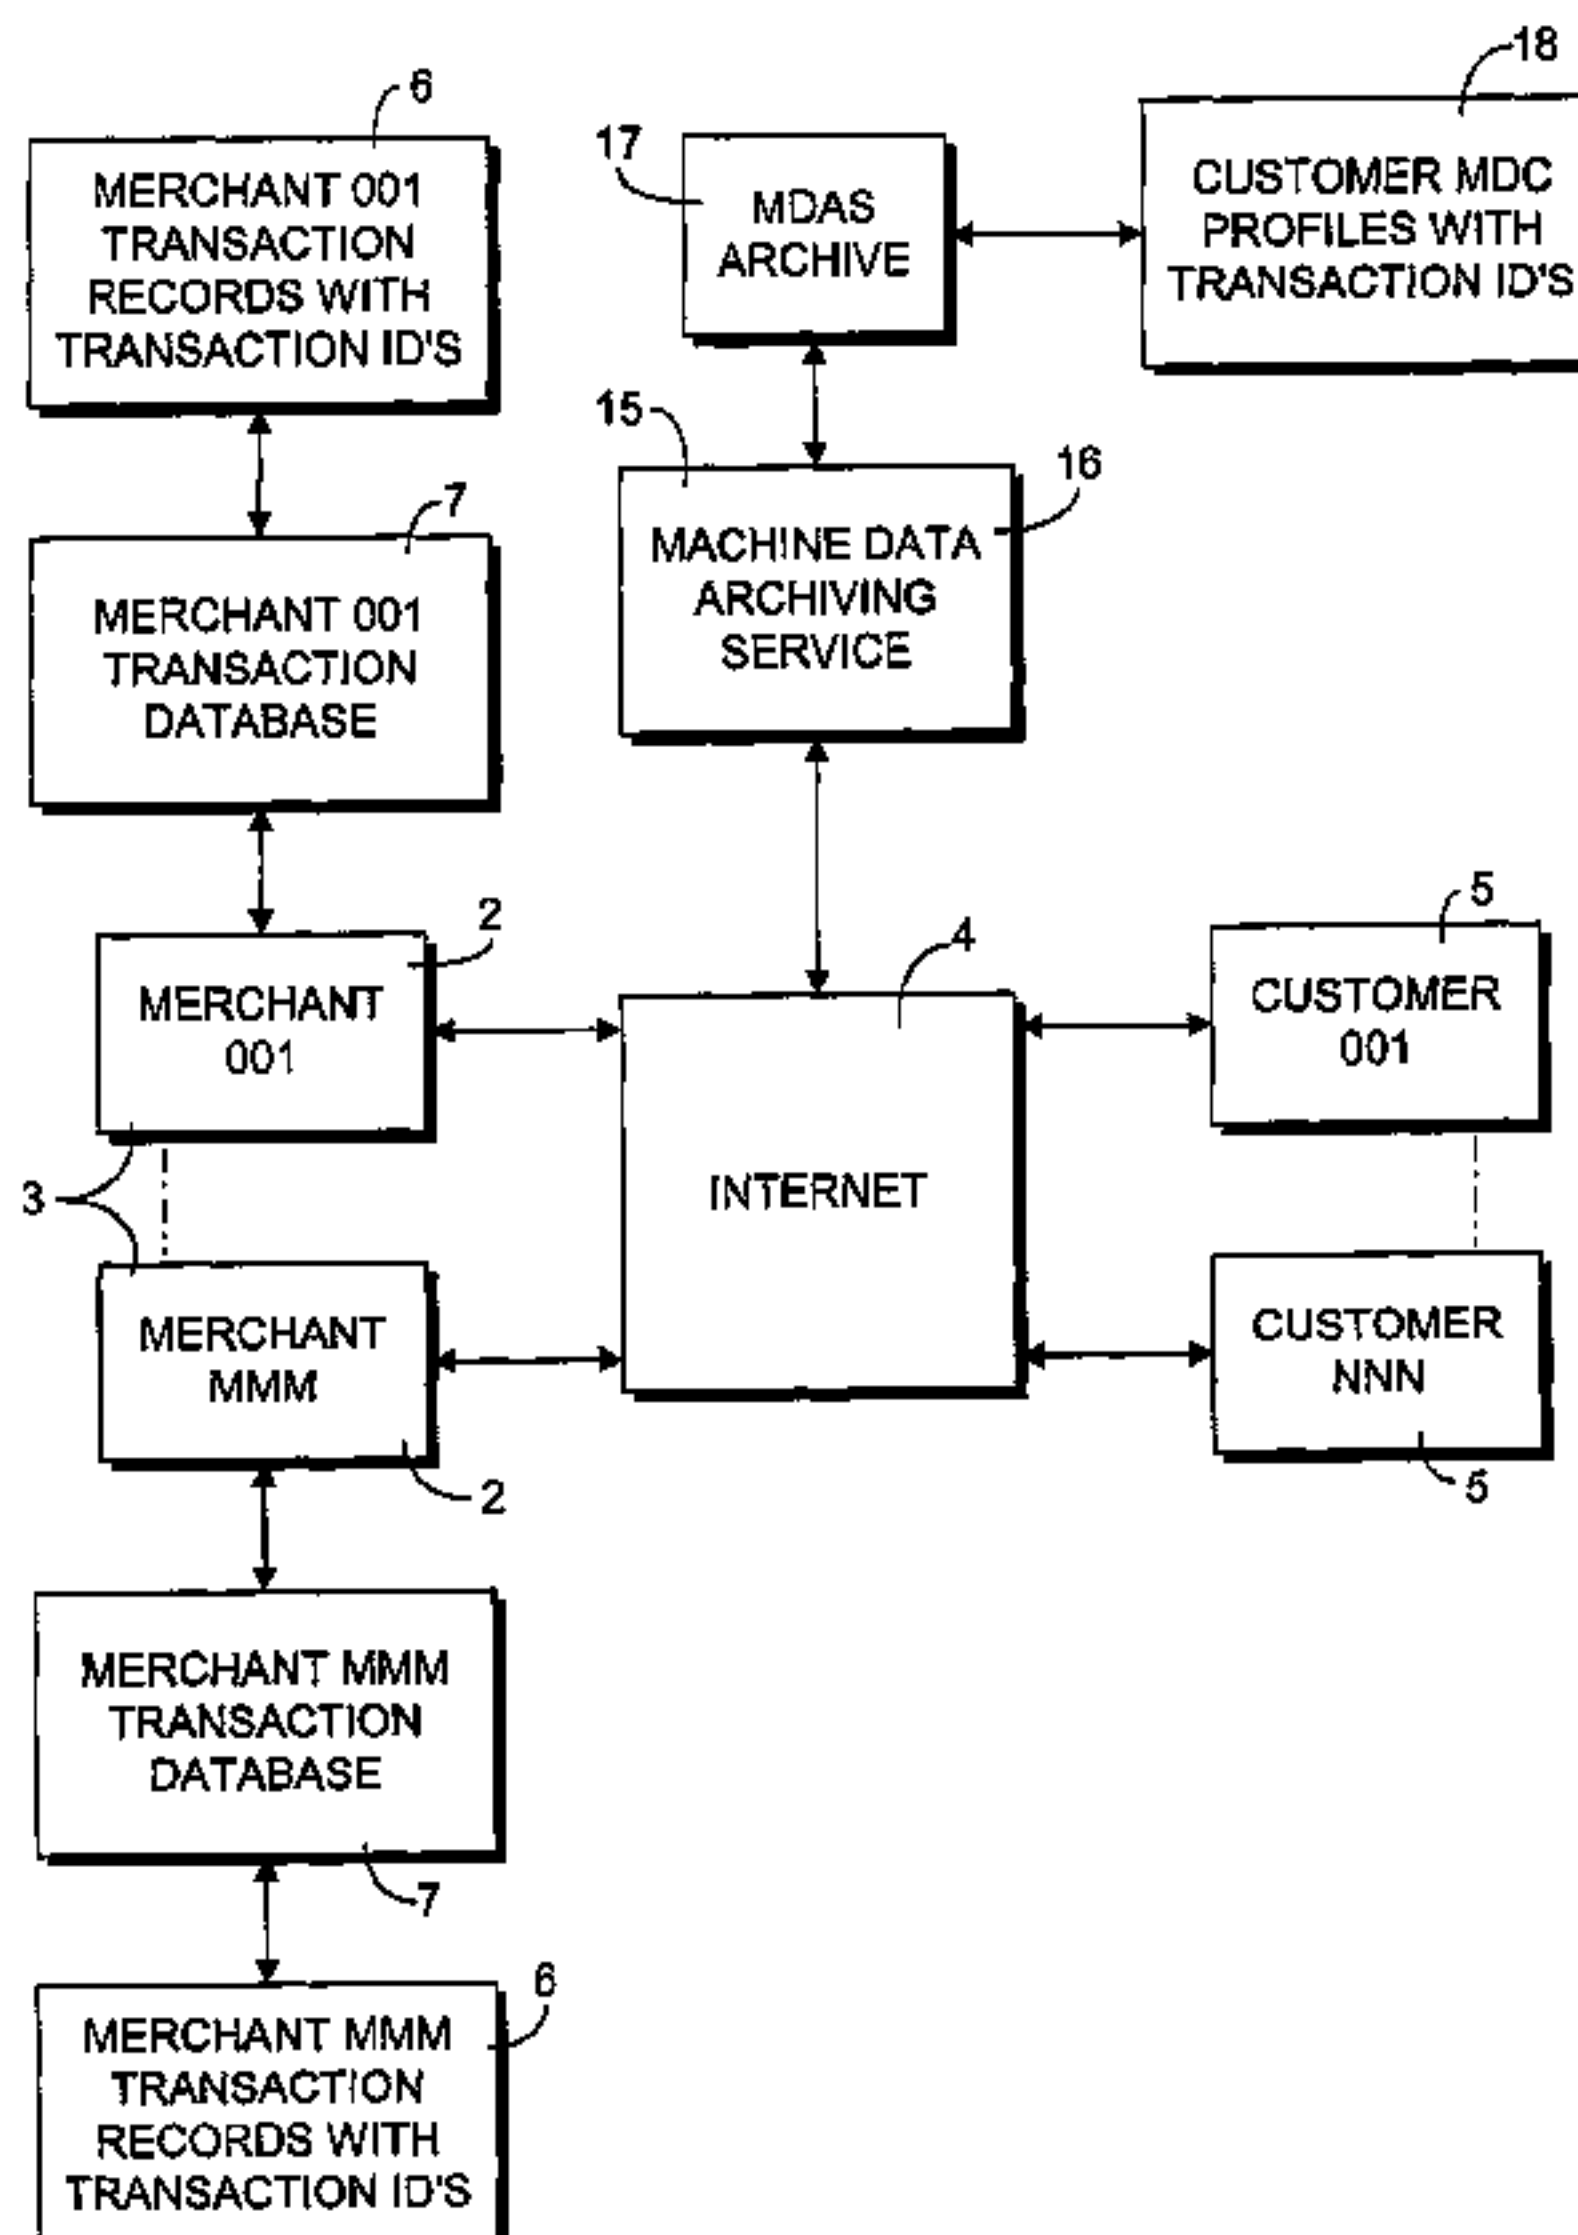 6
MERCHANT 001
TRANSACTION
RECORDS WITH
TRANSACTION ID'S
17
MDAS
ARCHIVE
18
CUSTOMER MDC
PROFILES WITH
TRANSACTION ID'S
7
MERCHANT 001
TRANSACTION
DATABASE
15
16
MACHINE DATA
ARCHIVING
SERVICE
2
MERCHANT
001
4
INTERNET
5
CUSTOMER
001
3
MERCHANT
MMM
2
CUSTOMER
NNN
5
MERCHANT MMM
TRANSACTION
DATABASE
7
6
MERCHANT MMM
TRANSACTION
RECORDS WITH
TRANSACTION ID'S